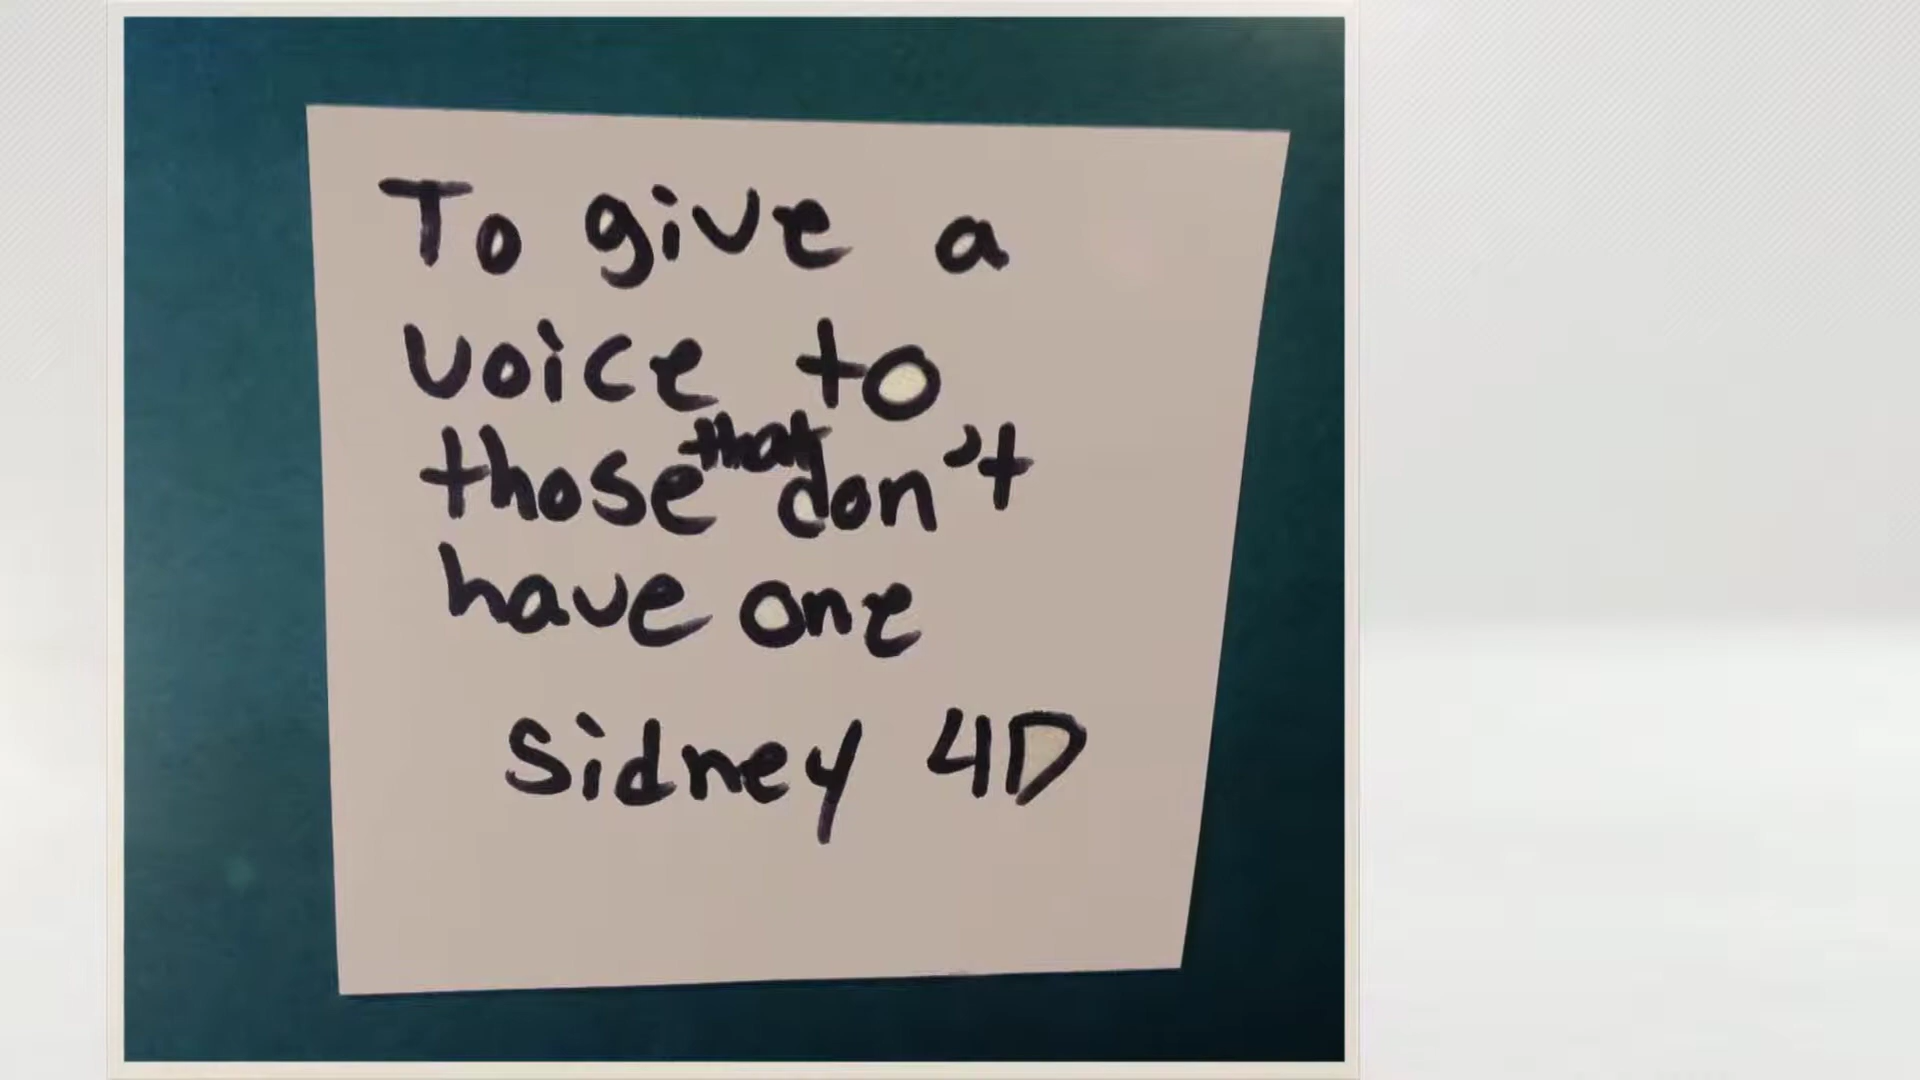 To give a
voice to
those that don't
have one
Sidney 4D